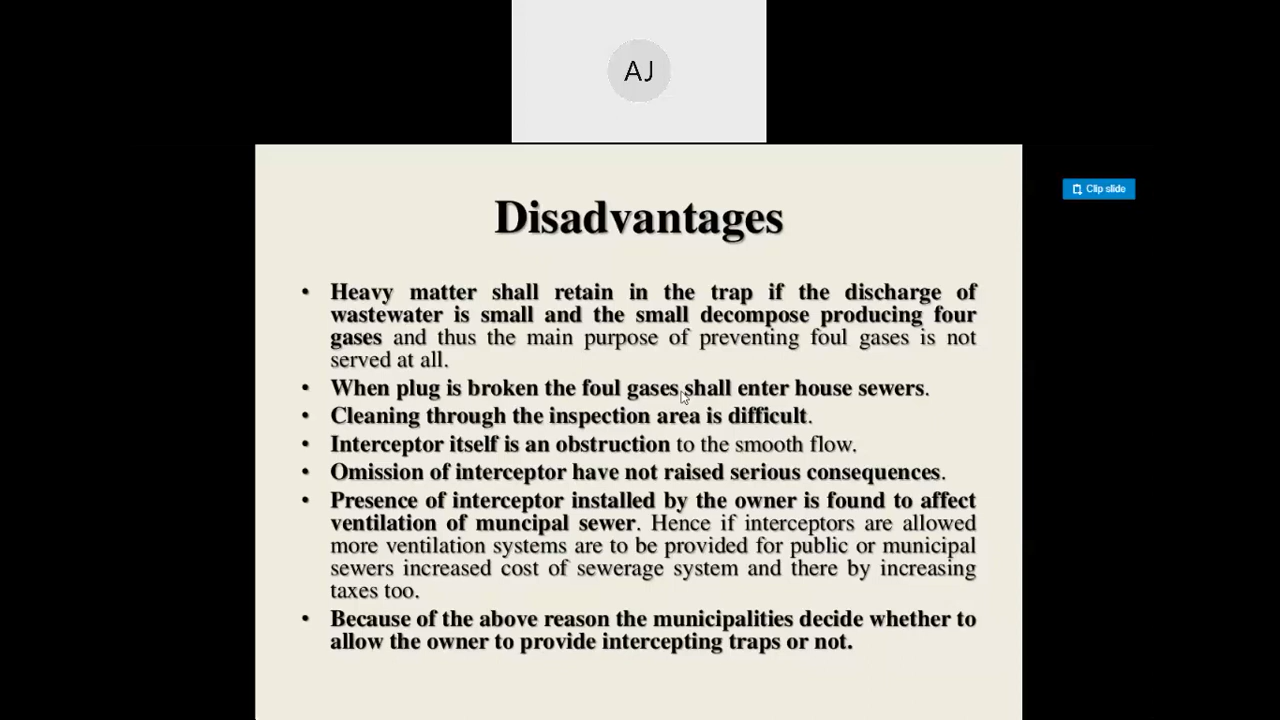 AJ
Clip slide
Disadvantages
• Heavy matter shall retain in the trap if the discharge of
wastewater is small and the small decompose producing four
gases and thus the main purpose of preventing foul gases is not
served at all.
• When plug is broken the foul gases shall enter house sewers.
• Cleaning through the inspection area is difficult.
• Interceptor itself is an obstruction to the smooth flow.
• Omission of interceptor have not raised serious consequences.
• Presence of interceptor installed by the owner is found to affect
ventilation of muncipal sewer. Hence if interceptors are allowed
more ventilation systems are to be provided for public or municipal
sewers increased cost of sewerage system and there by increasing
taxes too.
• Because of the above reason the municipalities decide whether to
allow the owner to provide intercepting traps or not.